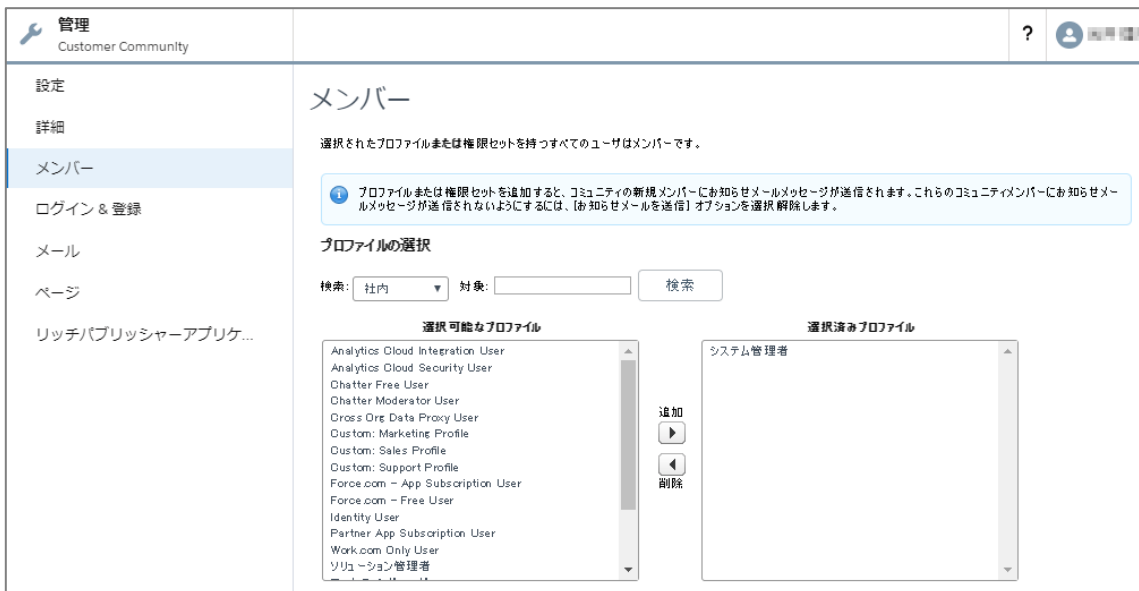 管理
Customer Community
?
設定
詳細
メンバー
ログイン & 登録
メール
ページ
リッチパブリッシャーアプリケ...
メンバー
選択されたプロファイルまたは権限セットを持つすべてのユーザはメンバーです。
プロファイルまたは権限セットを追加すると、コミュニティの新規メンバーにお知らせメールメッセージが送信されます。これらのコミュニティメンバーにお知らせメー
ルメッセージが送信されないようにするには、[お知らせメールを送信] オプションを選択解除します。
プロファイルの選択
検索: 社内 対象: 検索
選択可能なプロファイル
Analytics Cloud Integration User
Analytics Cloud Security User
Chatter Free User
Chatter Moderator User
Cross Org Data Proxy User
Custom: Marketing Profile
Custom: Sales Profile
Custom: Support Profile
Force.com - App Subscription User
Force.com - Free User
Identity User
Partner App Subscription User
Work.com Only User
ソリューション管理者
追加
削除
選択済みプロファイル
システム管理者